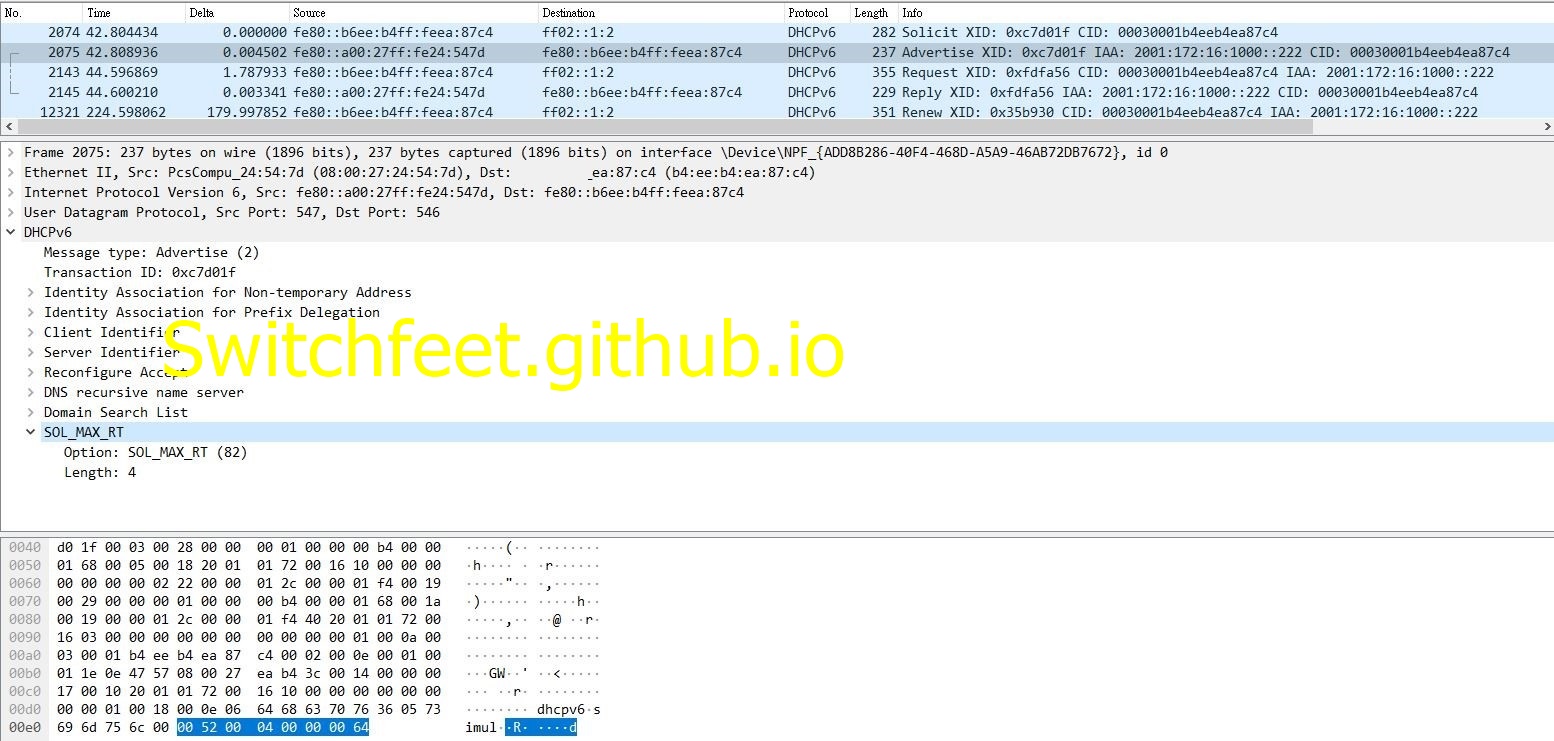 No. Time Delta Source Destination Protocol Length Info
2074 42.804434 0.000000 fe80::b6ee:b4ff:feea:87c4 ff02::1:2 DHCPv6 282 Solicit XID: 0xc7d01f CID: 00030001b4eeb4ea87c4
2075 42.808936 0.004502 fe80::a00:27ff:fe24:547d fe80::b6ee:b4ff:feea:87c4 DHCPv6 237 Advertise XID: 0xc7d01f IAA: 2001:172:16:1000::222 CID: 00030001b4eeb4ea87c4
2143 44.596869 1.787933 fe80::b6ee:b4ff:feea:87c4 ff02::1:2 DHCPv6 355 Request XID: 0xfdfa56 CID: 00030001b4eeb4ea87c4 IAA: 2001:172:16:1000::222
2145 44.600210 0.003341 fe80::a00:27ff:fe24:547d fe80::b6ee:b4ff:feea:87c4 DHCPv6 229 Reply XID: 0xfdfa56 IAA: 2001:172:16:1000::222 CID: 00030001b4eeb4ea87c4
12321 224.598062 179.997852 fe80::b6ee:b4ff:feea:87c4 ff02::1:2 DHCPv6 351 Renew XID: 0x35b930 CID: 00030001b4eeb4ea87c4 IAA: 2001:172:16:1000::222
Frame 2075: 237 bytes on wire (1896 bits), 237 bytes captured (1896 bits) on interface \Device\NPF_{ADD8B286-40F4-468D-A5A9-46AB72DB7672}, id 0
Ethernet II, Src: PcsCompu_24:54:7d (08:00:27:24:54:7d), Dst: _ea:87:c4 (b4:ee:b4:ea:87:c4)
Internet Protocol Version 6, Src: fe80::a00:27ff:fe24:547d, Dst: fe80::b6ee:b4ff:feea:87c4
User Datagram Protocol, Src Port: 547, Dst Port: 546
DHCPv6
Message type: Advertise (2)
Transaction ID: 0xc7d01f
Identity Association for Non-temporary Address
Identity Association for Prefix Delegation
Client Identifier
Switchfeet.github.io
Server Identifier
Reconfigure Accept
DNS recursive name server
Domain Search List
SOL_MAX_RT
Option: SOL_MAX_RT (82)
Length: 4
0040 d0 1f 00 03 00 28 00 00 00 01 00 00 00 b4 00 00 ·····(·· ········
0050 01 68 00 05 00 18 20 01 01 72 00 16 10 00 00 00 ·h···· · ·r······
0060 00 00 00 00 02 22 00 00 01 2c 00 00 01 f4 00 19 ·····"·· ·,······
0070 00 29 00 00 00 01 00 00 00 b4 00 00 01 68 00 1a ·)······ ·····h··
0080 00 19 00 00 01 2c 00 00 01 f4 40 20 01 01 72 00 ·····,·· ··@ ··r·
0090 16 03 00 00 00 00 00 00 00 00 00 00 00 01 00 0a 00 ········ ········
00a0 03 00 01 b4 ee b4 ea 87 c4 00 02 00 0e 00 01 00 ········ ········
00b0 01 1e 0e 47 57 08 00 27 ea b4 3c 00 14 00 00 00 ···GW··' ··<·····
00c0 17 00 10 20 01 01 72 00 16 10 00 00 00 00 00 00 ··· ··r· ········
00d0 00 00 01 00 18 00 0e 06 64 68 63 70 76 36 05 73 ········ dhcpv6·s
00e0 69 6d 75 6c 00 00 52 00 04 00 00 00 64 imul··R· ····d